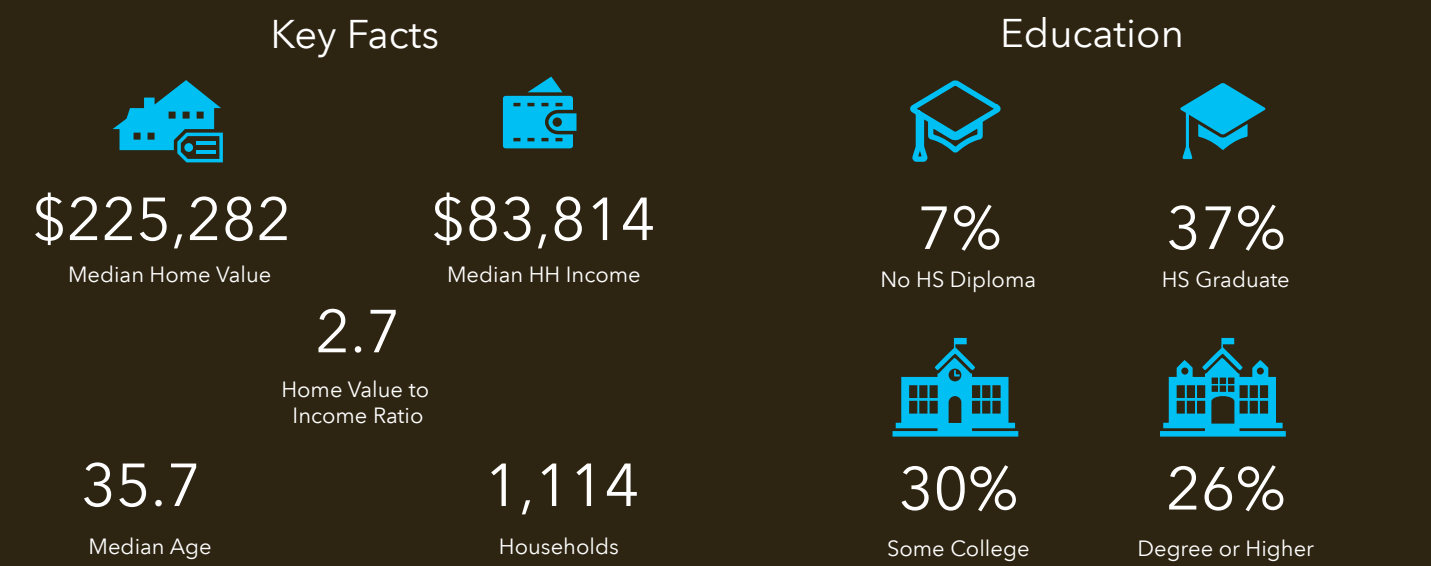 Key Facts
$225,282
Median Home Value
$83,814
Median HH Income
2.7
Home Value to
Income Ratio
35.7
Median Age
1,114
Households
Education
7%
No HS Diploma
37%
HS Graduate
30%
Some College
26%
Degree or Higher